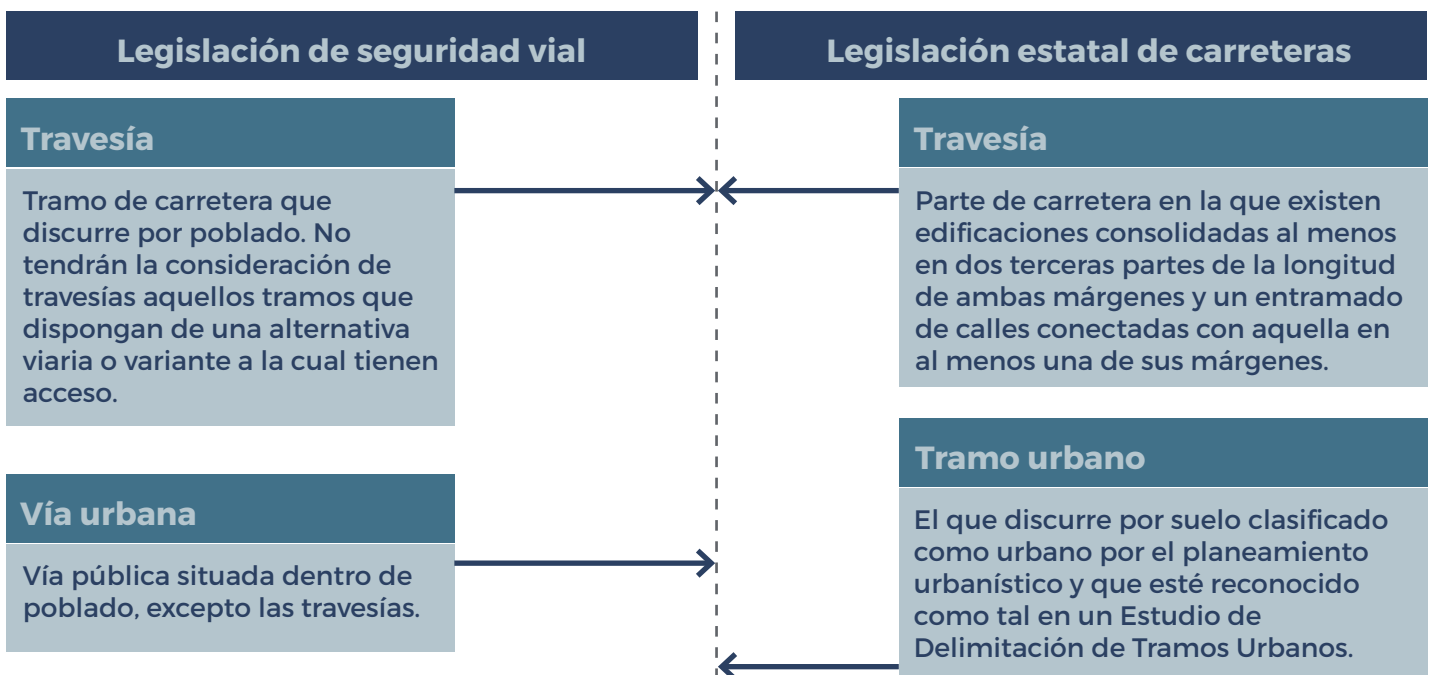 Legislación de seguridad vial
Travesía
Tramo de carretera que
discurre por poblado. No
tendrán la consideración de
travesías aquellos tramos que
dispongan de una alternativa
viaria o variante a la cual tienen
acceso.
Vía urbana
Vía pública situada dentro de
poblado, excepto las travesías.
Legislación estatal de carreteras
Travesía
Parte de carretera en la que existen
edificaciones consolidadas al menos
en dos terceras partes de la longitud
de ambas márgenes y un entramado
de calles conectadas con aquella en
al menos una de sus márgenes.
Tramo urbano
El que discurre por suelo clasificado
como urbano por el planeamiento
urbanístico y que esté reconocido
como tal en un Estudio de
Delimitación de Tramos Urbanos.